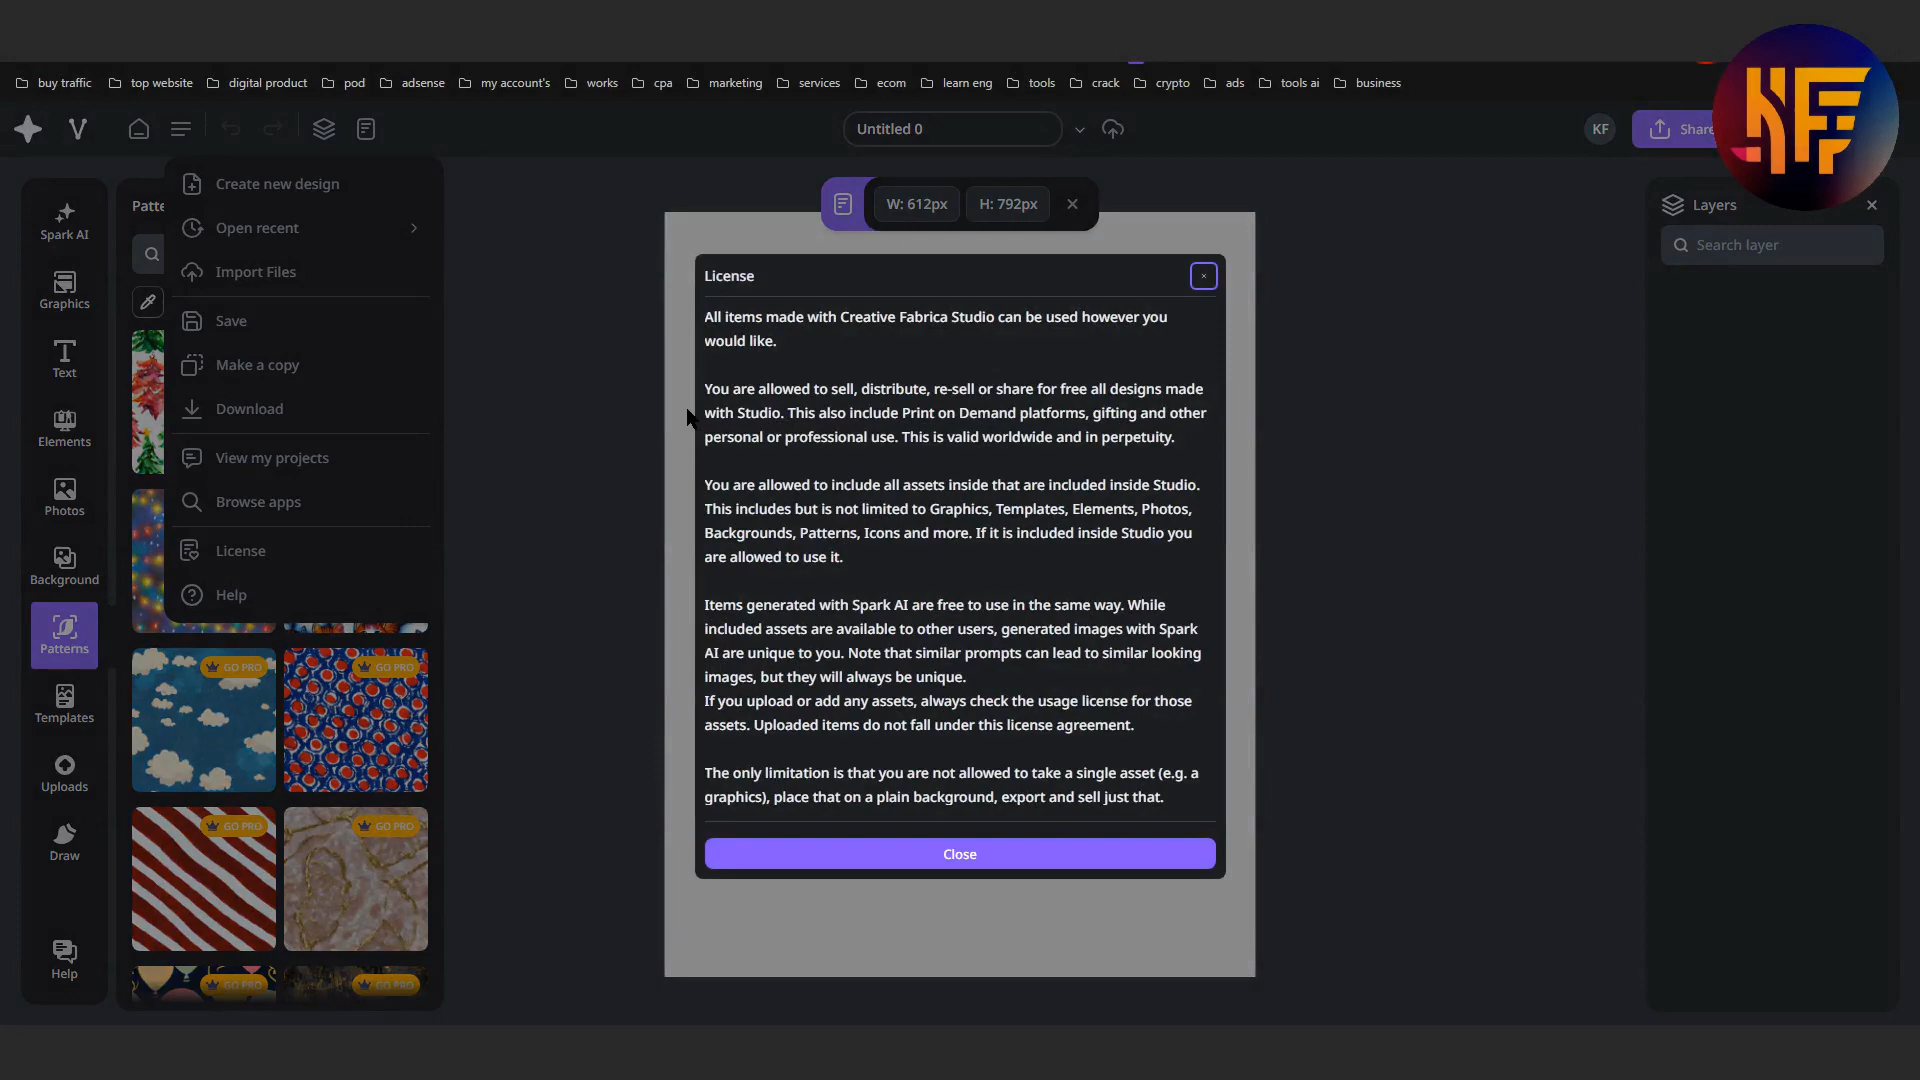 buy traffic top website digital product pod adsense my account's works cpa marketing services ecom learn eng tools crack crypto ads tools ai business
Untitled 0
KF
Share
KF
Create new design
Open recent
Import Files
Save
Make a copy
Download
View my projects
Browse apps
License
Help
Spark AI
Graphics
Text
Elements
Photos
Background
Patterns
Templates
Uploads
Draw
Help
Patte
GO PRO
GO PRO
GO PRO
GO PRO
GO PRO
GO PRO
W: 612px
H: 792px
License
All items made with Creative Fabrica Studio can be used however you
would like.
You are allowed to sell, distribute, re-sell or share for free all designs made
with Studio. This also include Print on Demand platforms, gifting and other
personal or professional use. This is valid worldwide and in perpetuity.
You are allowed to include all assets inside that are included inside Studio.
This includes but is not limited to Graphics, Templates, Elements, Photos,
Backgrounds, Patterns, Icons and more. If it is included inside Studio you
are allowed to use it.
Items generated with Spark AI are free to use in the same way. While
included assets are available to other users, generated images with Spark
AI are unique to you. Note that similar prompts can lead to similar looking
images, but they will always be unique.
If you upload or add any assets, always check the usage license for those
assets. Uploaded items do not fall under this license agreement.
The only limitation is that you are not allowed to take a single asset (e.g. a
graphics), place that on a plain background, export and sell just that.
Close
Layers
Search layer